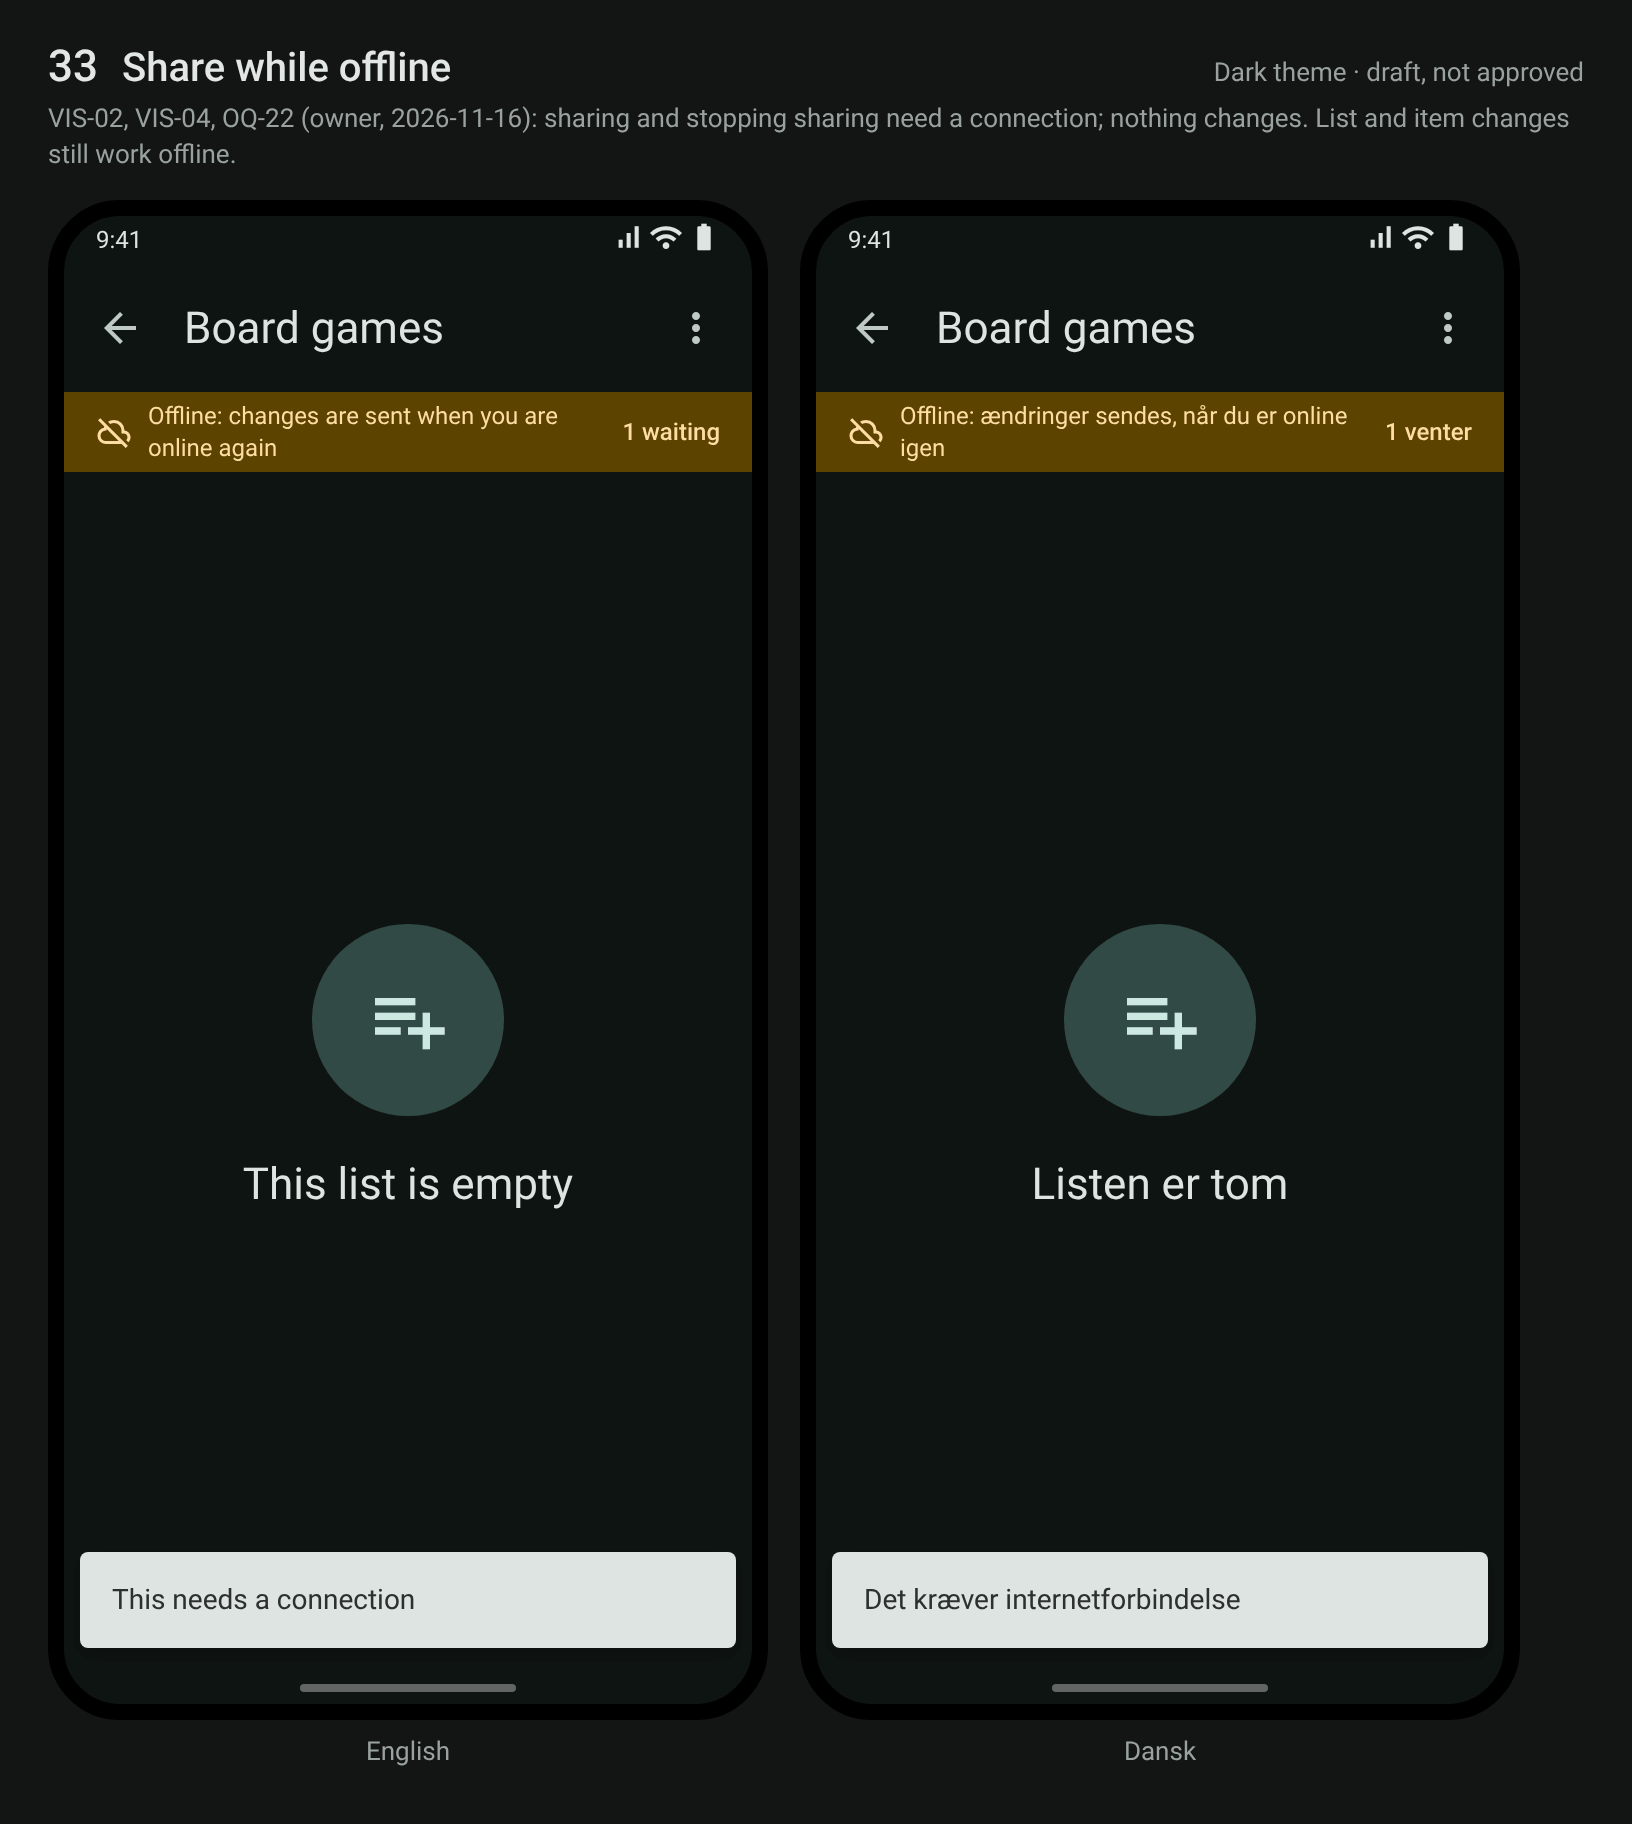 33 Share while offline
Dark theme · draft, not approved
VIS-02, VIS-04, OQ-22 (owner, 2026-11-16): sharing and stopping sharing need a connection; nothing changes. List and item changes
still work offline.
9:41
Board games
Offline: changes are sent when you are
online again
1 waiting
This list is empty
This needs a connection
English
9:41
Board games
Offline: ændringer sendes, når du er online
igen
1 venter
Listen er tom
Det kræver internetforbindelse
Dansk